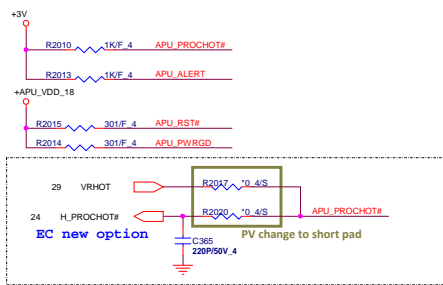 +3V
R2010 1K/F_4 APU_PROCHOT#
R2013 1K/F_4 APU_ALERT
+APU_VDD_18
R2015 301/F_4 APU_RST#
R2014 301/F_4 APU_PWRGD
29 VRHOT R2017 *0_4/S
24 H_PROCHOT# R2020 *0_4/S APU_PROCHOT#
EC new option PV change to short pad
C365
220P/50V_4